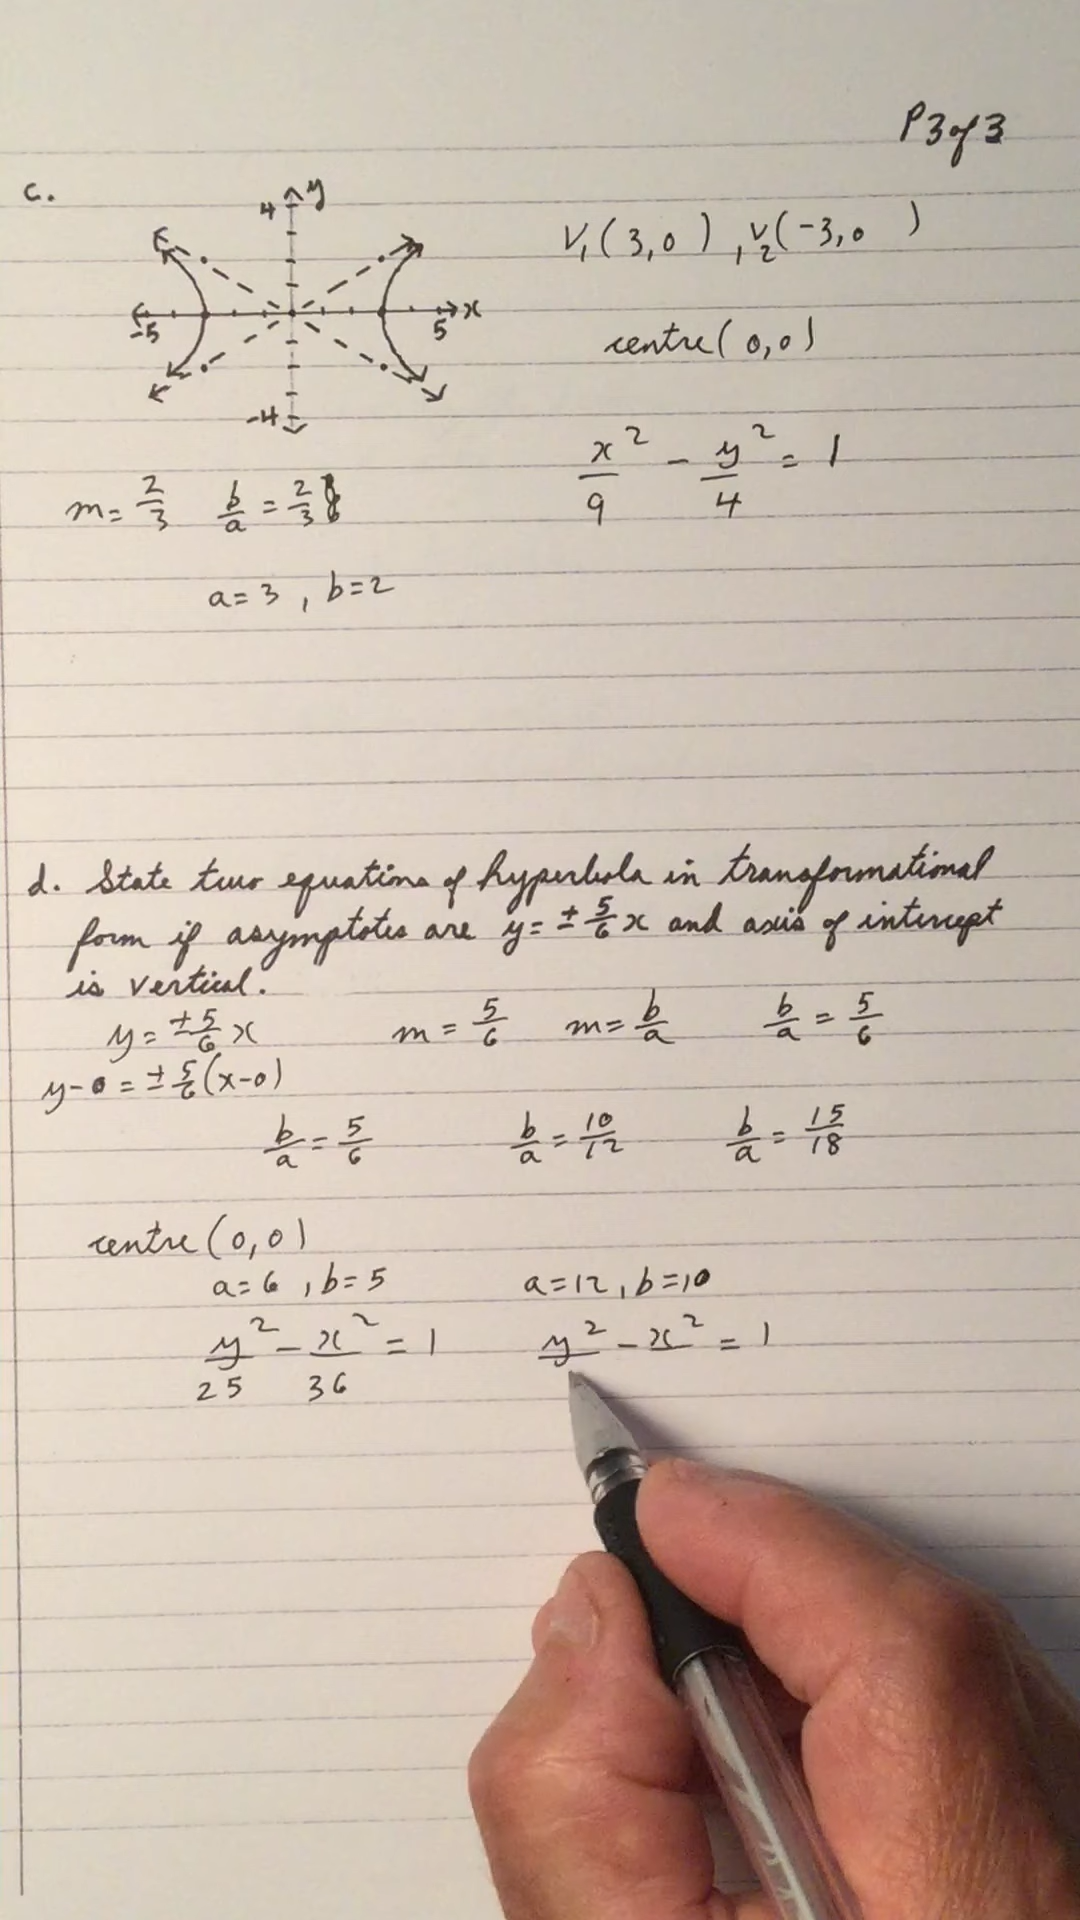 P3 of 3
c.
y
4
x
-5
5
-4
V₁(3,0), V₂(-3,0)
centre(0,0)
x²/9 - y²/4 = 1
m=2/3 b/a=2/3
a=3, b=2
d. State two equations of hyperbola in transformational
form if asymptotes are y=±5/6x and axis of intercept
is vertical.
y=±5/6x m=5/6 m=b/a b/a=5/6
y-0=±5/6(x-0)
b/a=5/6 b/a=10/12 b/a=15/18
centre(0,0)
a=6, b=5 a=12, b=10
y²/25 - x²/36 = 1 y² - x² = 1